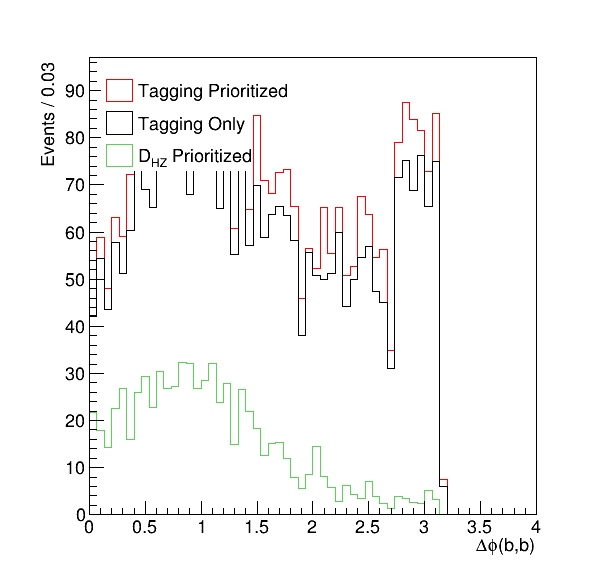 Events / 0.03
90
80
70
60
50
40
30
20
10
0
Tagging Prioritized
Tagging Only
D_HZ Prioritized
0 0.5 1 1.5 2 2.5 3 3.5 4
Δϕ(b,b)